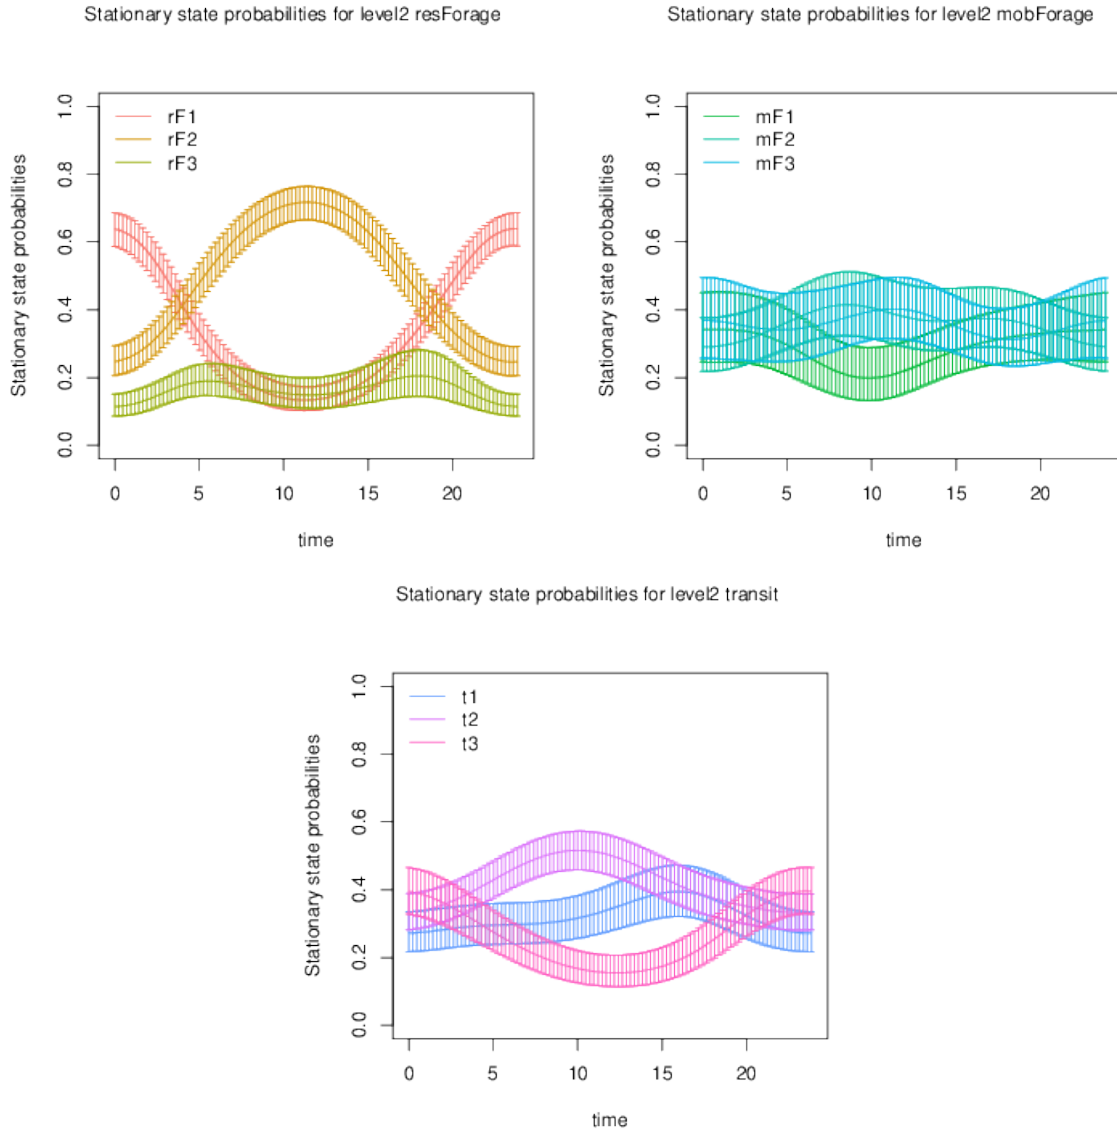 Stationary state probabilities for level2 resForage
Stationary state probabilities
0.0 0.2 0.4 0.6 0.8 1.0
rF1
rF2
rF3
0 5 10 15 20
time
Stationary state probabilities for level2 mobForage
Stationary state probabilities
0.0 0.2 0.4 0.6 0.8 1.0
mF1
mF2
mF3
0 5 10 15 20
time
Stationary state probabilities for level2 transit
Stationary state probabilities
0.0 0.2 0.4 0.6 0.8 1.0
t1
t2
t3
0 5 10 15 20
time